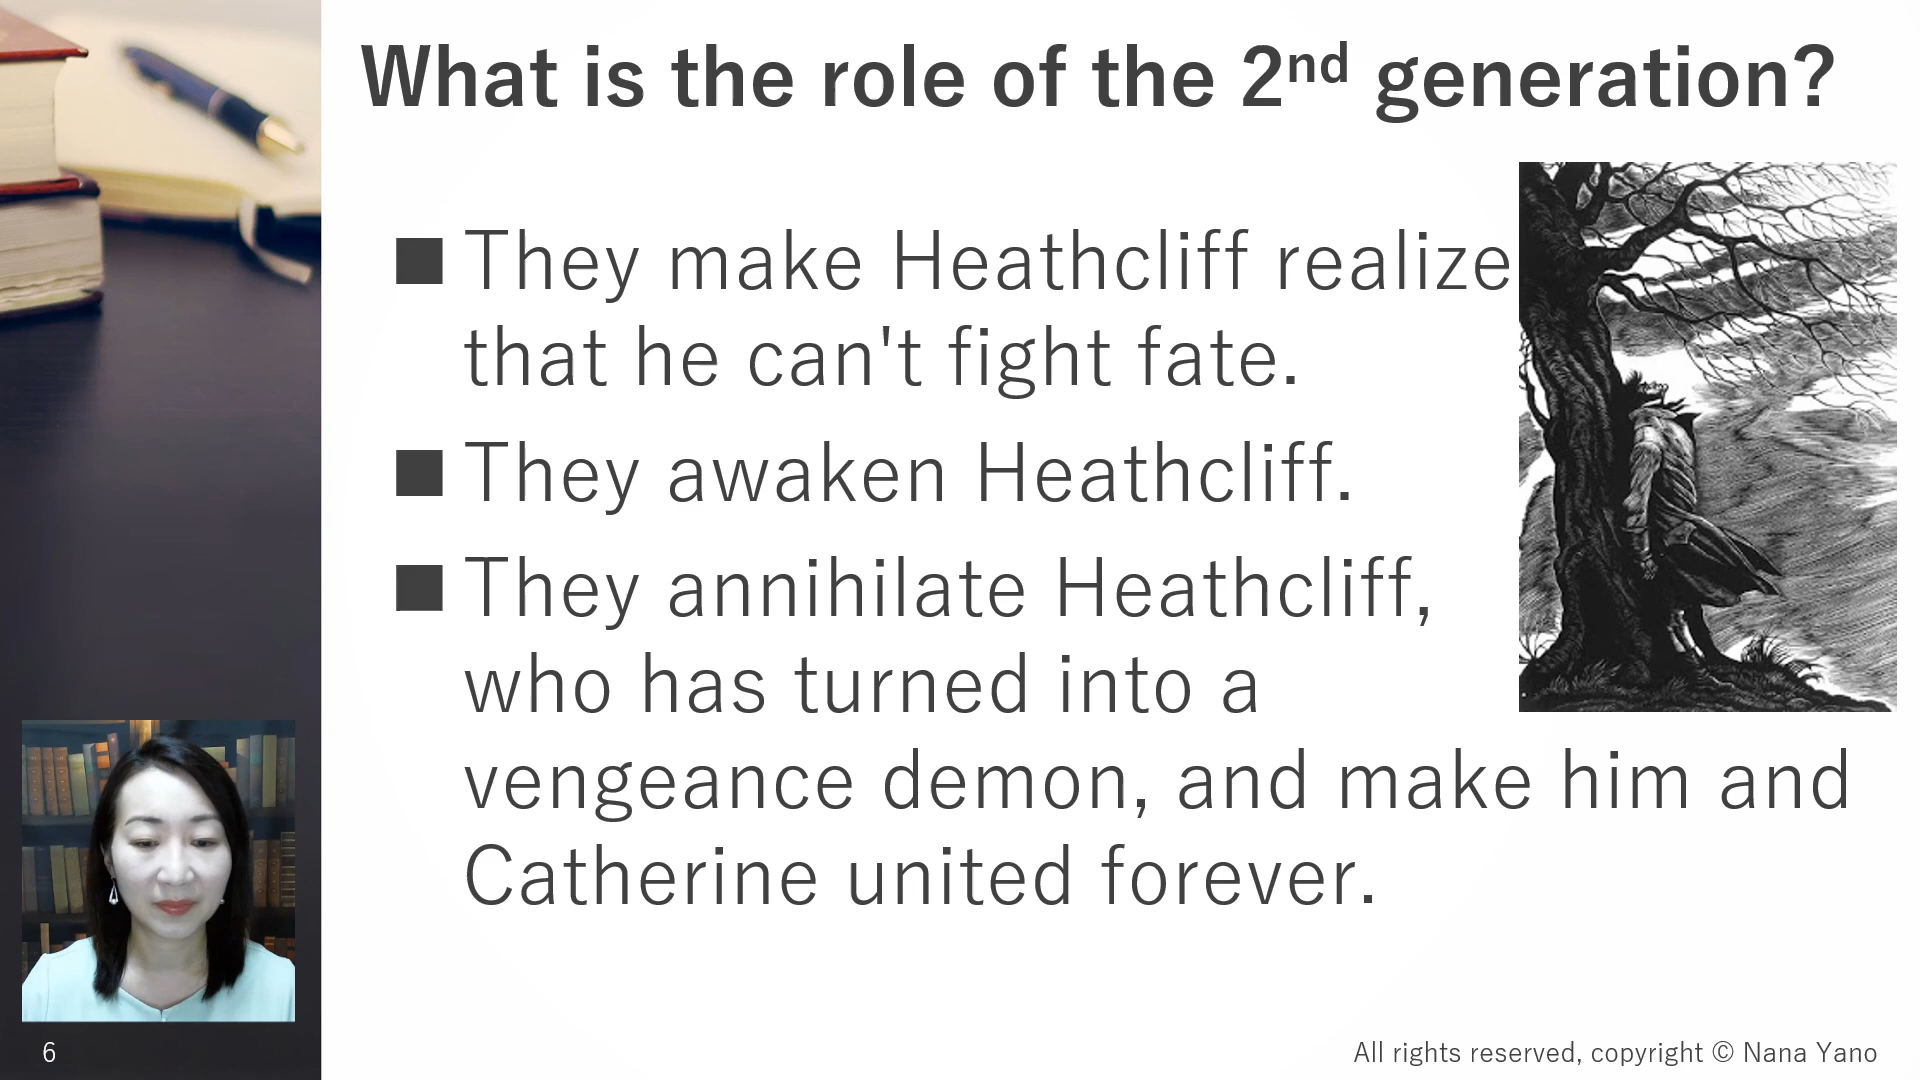 What is the role of the 2nd generation?
■ They make Heathcliff realize
that he can't fight fate.
■ They awaken Heathcliff.
■ They annihilate Heathcliff,
who has turned into a
vengeance demon, and make him and
Catherine united forever.
6
All rights reserved, copyright © Nana Yano